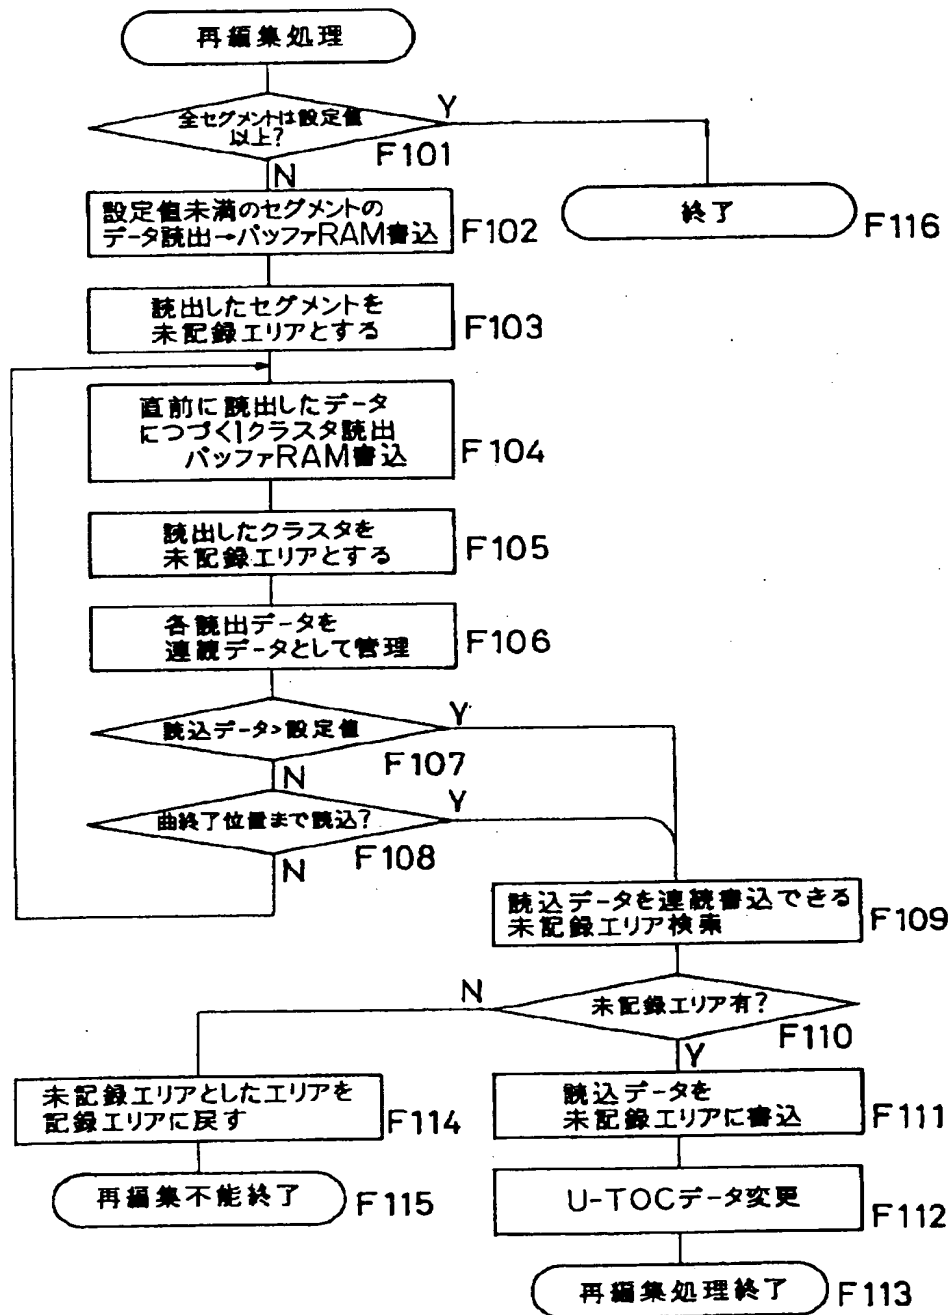 再編集処理
全セグメントは設定値
以上?
Y
F101
N
設定値未満のセグメントの
データ読出→バッファRAM書込
F102
終了
F116
読出したセグメントを
未記録エリアとする
F103
直前に読出したデータ
につづく1クラスタ読出
バッファRAM書込
F104
読出したクラスタを
未記録エリアとする
F105
各読出データを
連続データとして管理
F106
読込データ>設定値
Y
F107
N
曲終了位置まで読込?
Y
F108
N
読込データを連続書込できる
未記録エリア検索
F109
未記録エリア有?
N
F110
Y
未記録エリアとしたエリアを
記録エリアに戻す
F114
読込データを
未記録エリアに書込
F111
再編集不能終了
F115
U-TOCデータ変更
F112
再編集処理終了
F113